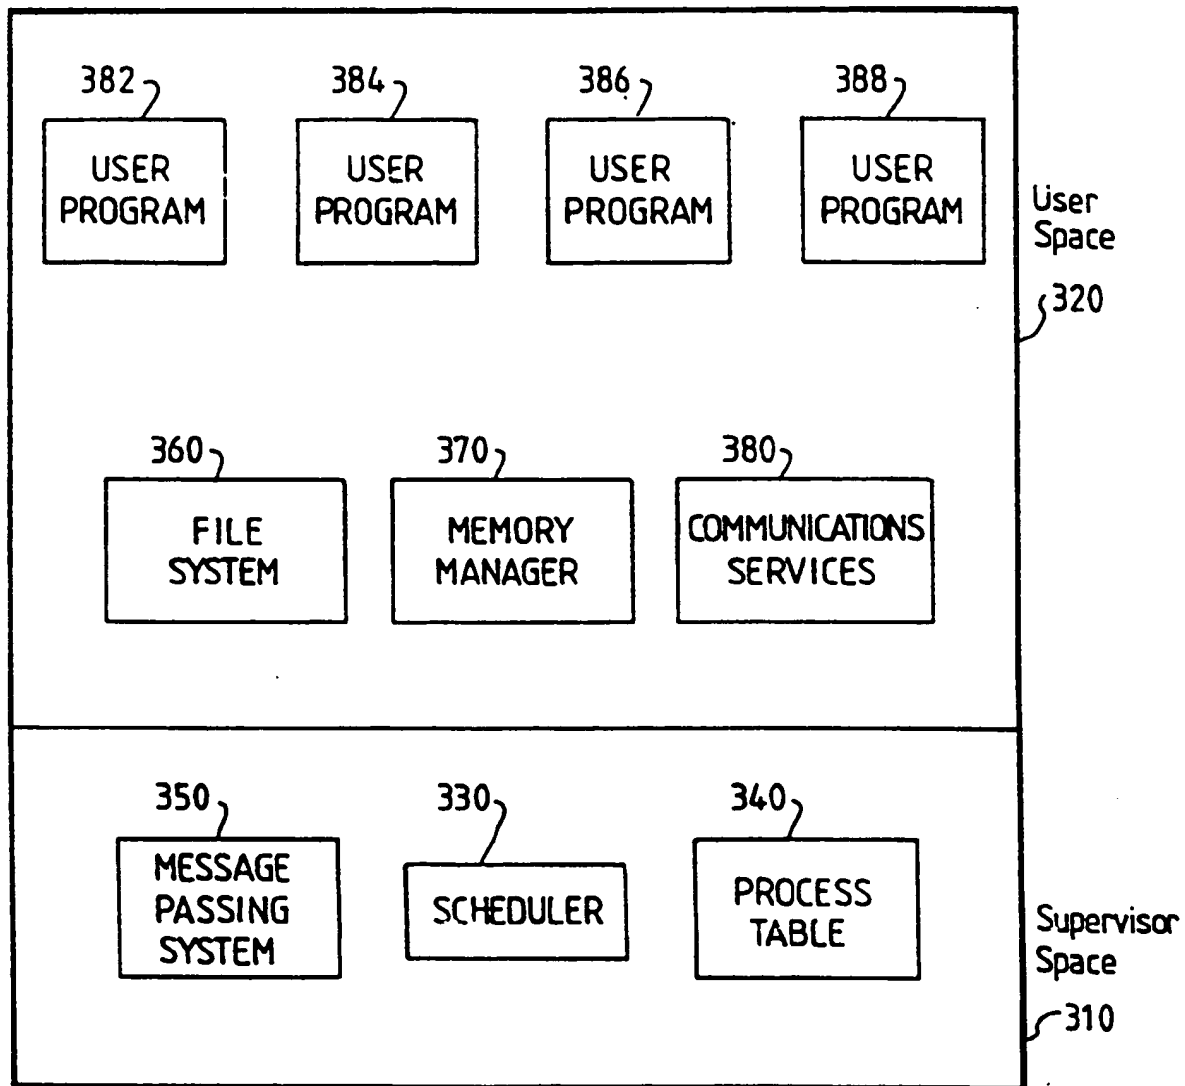 382
384
386
388
USER
PROGRAM
USER
PROGRAM
USER
PROGRAM
USER
PROGRAM
User
Space
320
360
370
380
FILE
SYSTEM
MEMORY
MANAGER
COMMUNICATIONS
SERVICES
350
330
340
MESSAGE
PASSING
SYSTEM
SCHEDULER
PROCESS
TABLE
Supervisor
Space
310